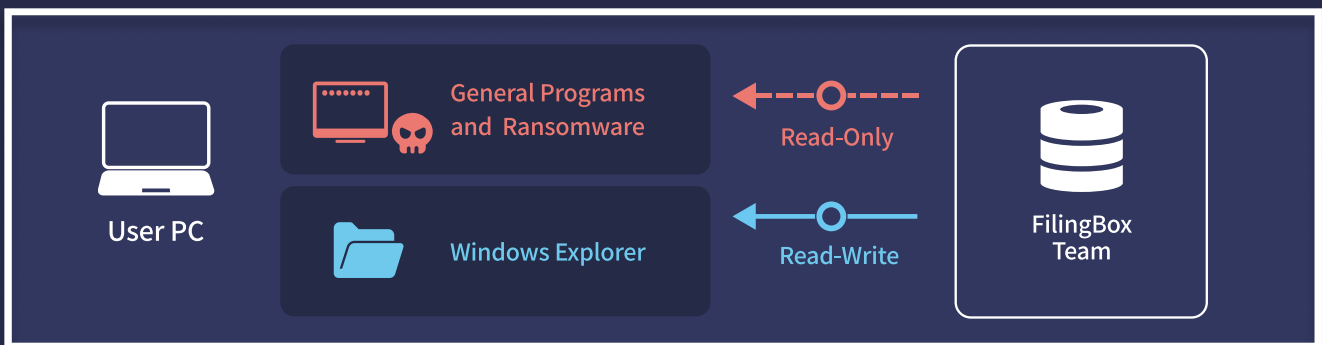 User PC
General Programs
and Ransomware
Windows Explorer
Read-Only
Read-Write
FilingBox
Team